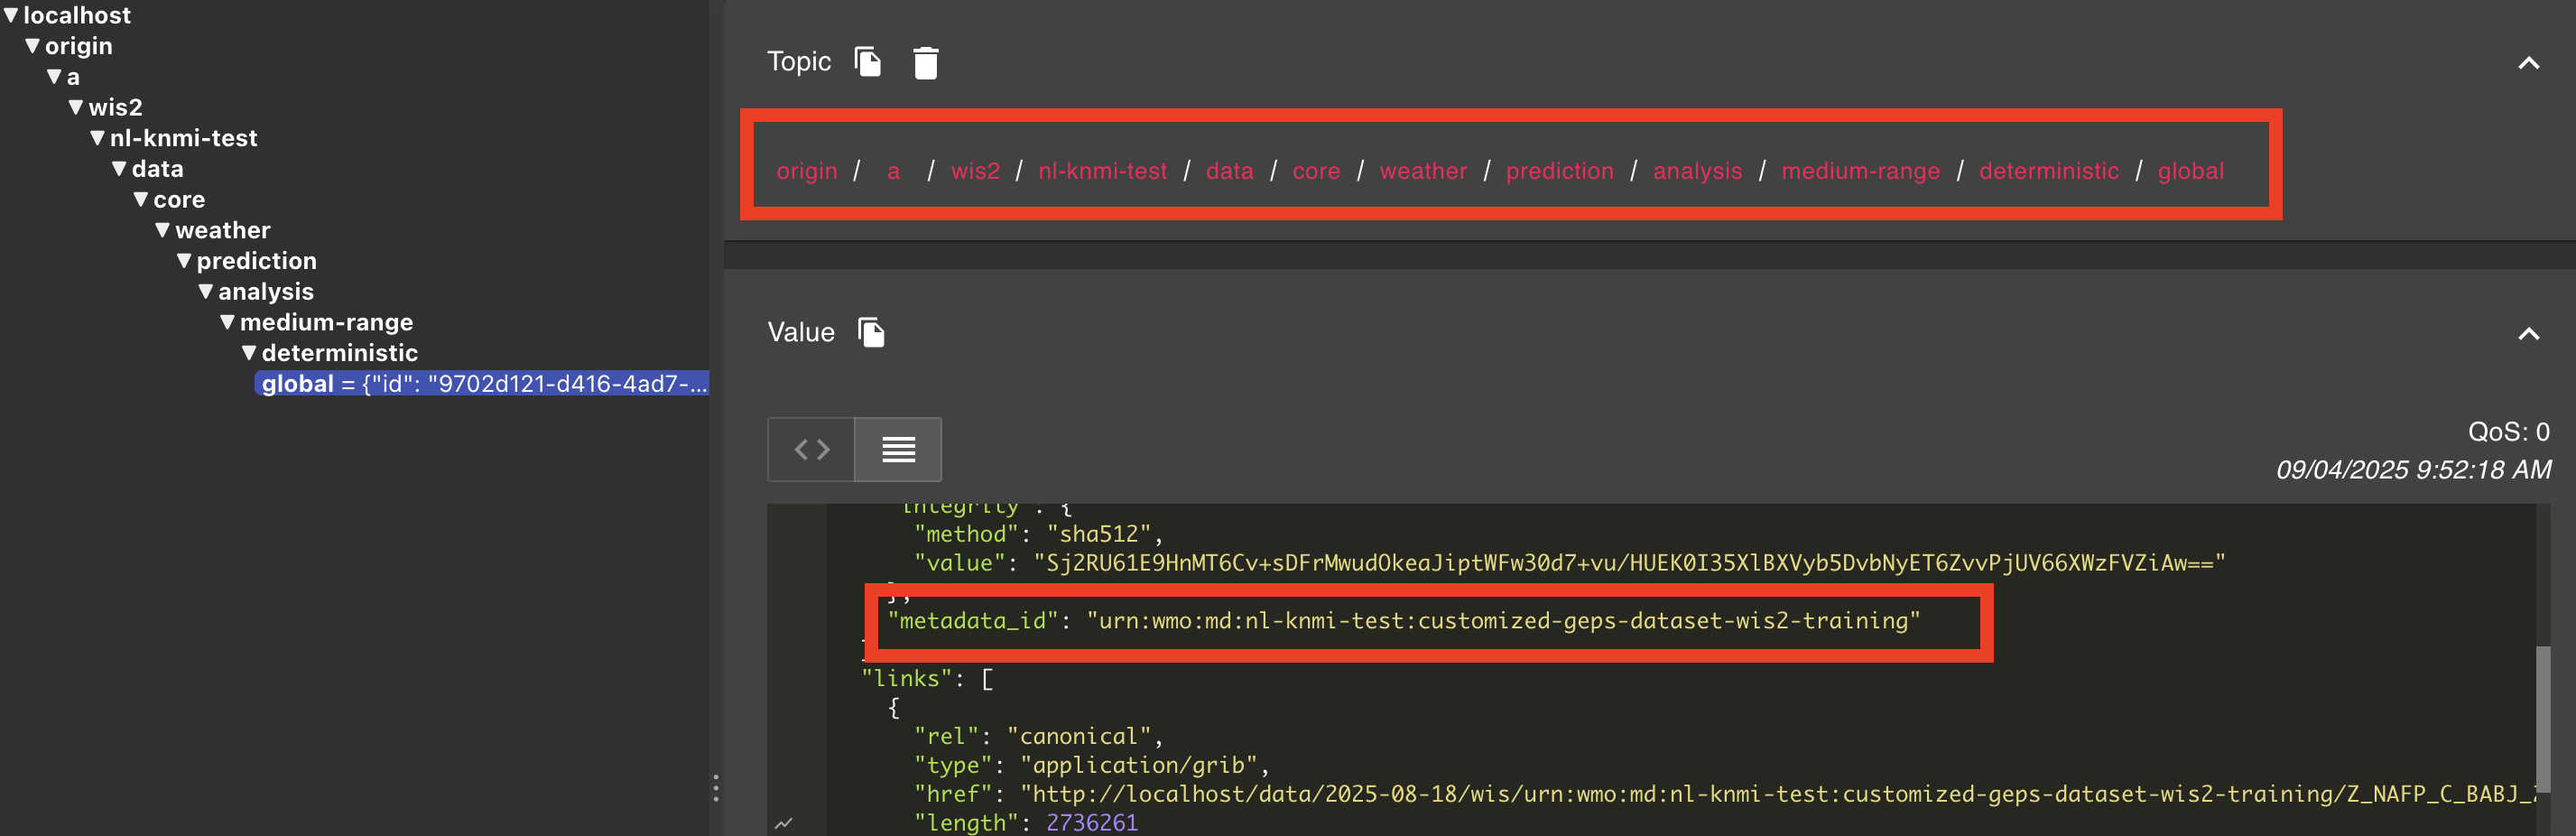 localhost
origin
a
wis2
nl-knmi-test
data
core
weather
prediction
analysis
medium-range
deterministic
global = {"id": "9702d121-d416-4ad7-...
Topic
origin / a / wis2 / nl-knmi-test / data / core / weather / prediction / analysis / medium-range / deterministic / global
Value
QoS: 0
09/04/2025 9:52:18 AM
"integrity": {
"method": "sha512",
"value": "Sj2RU61E9HnMT6Cv+sDFrMwudOkeaJiptWFw30d7+vu/HUEK0I35XlBXVyb5DvbNyET6ZvvPjUV66XWzFVZiAw=="
},
"metadata_id": "urn:wmo:md:nl-knmi-test:customized-geps-dataset-wis2-training"
"links": [
{
"rel": "canonical",
"type": "application/grib",
"href": "http://localhost/data/2025-08-18/wis/urn:wmo:md:nl-knmi-test:customized-geps-dataset-wis2-training/Z_NAFP_C_BABJ_
"length": 2736261